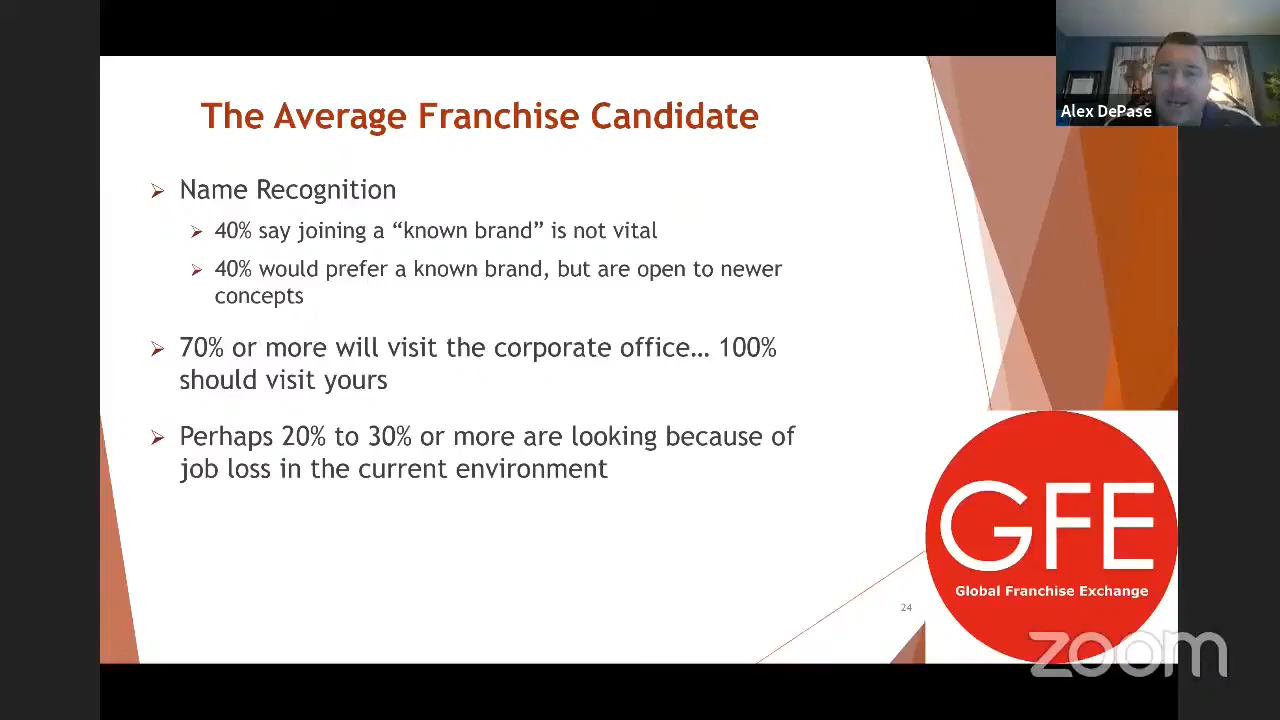 The Average Franchise Candidate
Name Recognition
40% say joining a “known brand” is not vital
40% would prefer a known brand, but are open to newer
concepts
70% or more will visit the corporate office… 100%
should visit yours
Perhaps 20% to 30% or more are looking because of
job loss in the current environment
24
Alex DePase
GFE
Global Franchise Exchange
zoom